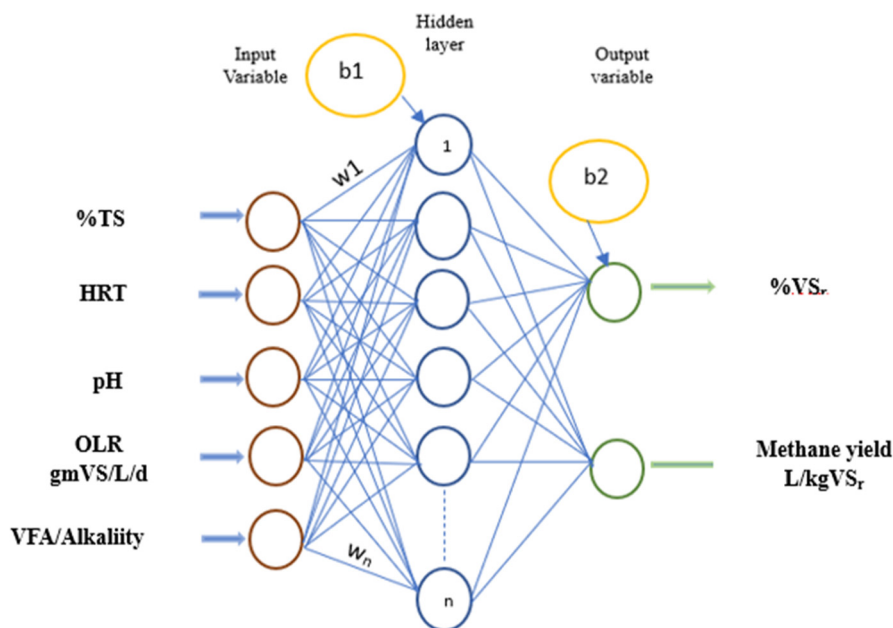 Hidden
layer
Input
Variable
b1
Output
variable
1
w1
b2
%TS
HRT
%VSᵣ
pH
OLR
gmVS/L/d
Methane yield
L/kgVSᵣ
VFA/Alkaliity
wₙ
n